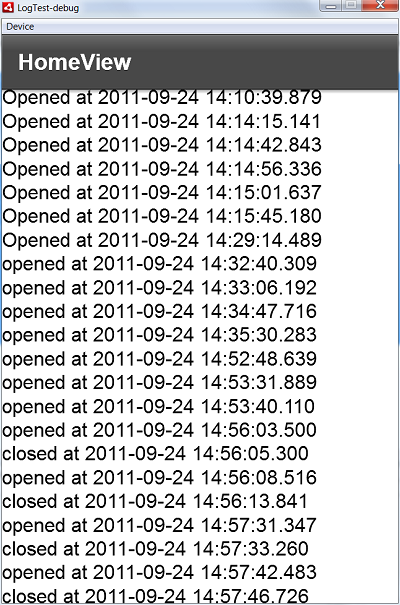 LogTest-debug
Device
HomeView
Opened at 2011-09-24 14:10:39.879
Opened at 2011-09-24 14:14:15.141
Opened at 2011-09-24 14:14:42.843
Opened at 2011-09-24 14:14:56.336
Opened at 2011-09-24 14:15:01.637
Opened at 2011-09-24 14:15:45.180
Opened at 2011-09-24 14:29:14.489
opened at 2011-09-24 14:32:40.309
opened at 2011-09-24 14:33:06.192
opened at 2011-09-24 14:34:47.716
opened at 2011-09-24 14:35:30.283
opened at 2011-09-24 14:52:48.639
opened at 2011-09-24 14:53:31.889
opened at 2011-09-24 14:53:40.110
opened at 2011-09-24 14:56:03.500
closed at 2011-09-24 14:56:05.300
opened at 2011-09-24 14:56:08.516
closed at 2011-09-24 14:56:13.841
opened at 2011-09-24 14:57:31.347
closed at 2011-09-24 14:57:33.260
opened at 2011-09-24 14:57:42.483
closed at 2011-09-24 14:57:46.726